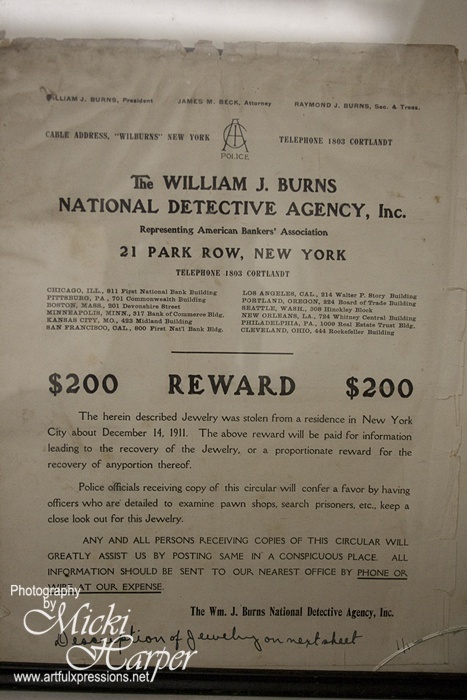 WILLIAM J. BURNS, President JAMES M. BECK, Attorney RAYMOND J. BURNS, Sec. & Treas.
CABLE ADDRESS, "WILBURNS" NEW YORK TELEPHONE 1803 CORTLANDT
POLICE
The WILLIAM J. BURNS
NATIONAL DETECTIVE AGENCY, Inc.
Representing American Bankers' Association
21 PARK ROW, NEW YORK
TELEPHONE 1803 CORTLANDT
CHICAGO, ILL., 811 First National Bank Building
PITTSBURG, PA., 701 Commonwealth Building
BOSTON, MASS., 201 Devonshire Street
MINNEAPOLIS, MINN., 317 Bank of Commerce Bldg.
KANSAS CITY, MO., 422 Midland Building
SAN FRANCISCO, CAL., 600 First Nat'l Bank Bldg.
LOS ANGELES, CAL., 214 Walter P. Story Building
PORTLAND, OREGON, 234 Board of Trade Building
SEATTLE, WASH., 308 Hinckley Block
NEW ORLEANS, LA., 724 Whitney Central Building
PHILADELPHIA, PA., 1009 Real Estate Trust Bldg.
CLEVELAND, OHIO, 444 Rockefeller Building
$200 REWARD $200
The herein described Jewelry was stolen from a residence in New York
City about December 14, 1911. The above reward will be paid for information
leading to the recovery of the Jewelry, or a proportionate reward for the
recovery of anyportion thereof.
Police officials receiving copy of this circular will confer a favor by having
officers who are detailed to examine pawn shops, search prisoners, etc., keep a
close look out for this Jewelry.
ANY AND ALL PERSONS RECEIVING COPIES OF THIS CIRCULAR WILL
GREATLY ASSIST US BY POSTING SAME IN A CONSPICUOUS PLACE. ALL
INFORMATION SHOULD BE SENT TO OUR NEAREST OFFICE BY PHONE OR
WIRE AT OUR EXPENSE.
The Wm. J. Burns National Detective Agency, Inc.
Description of Jewelry on next sheet
Photography
by
Micki
Harper
www.artfulxpressions.net